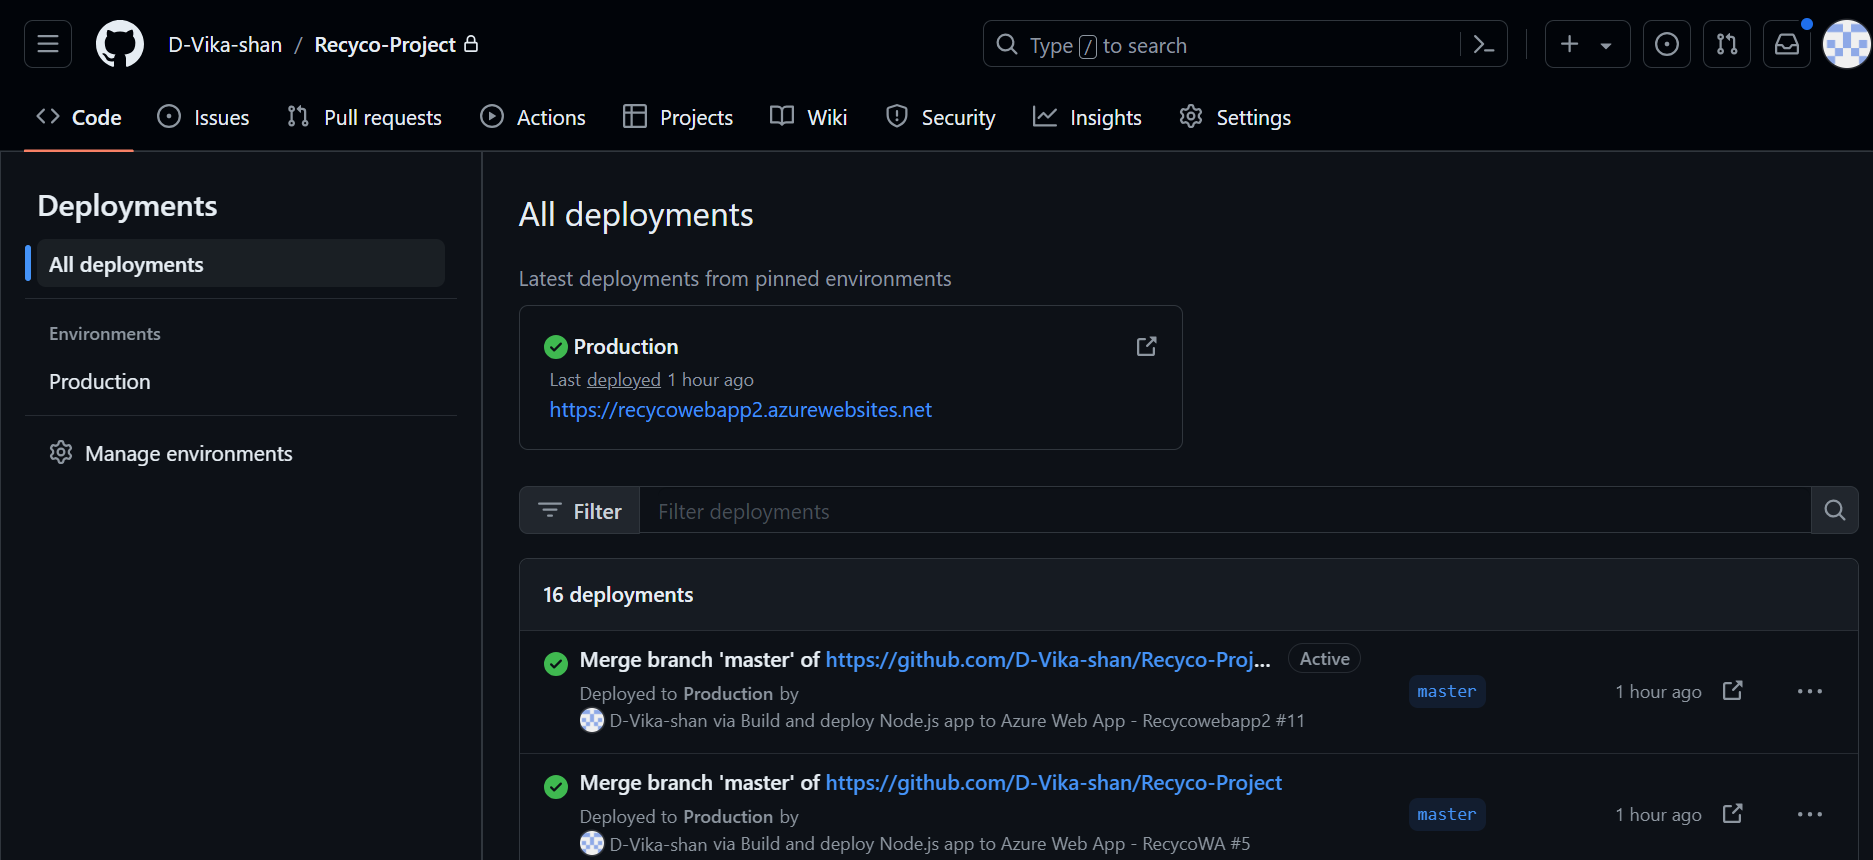 D-Vika-shan / Recyco-Project
Type / to search
Code Issues Pull requests Actions Projects Wiki Security Insights Settings
Deployments
All deployments
Environments
Production
Manage environments
All deployments
Latest deployments from pinned environments
Production
Last deployed 1 hour ago
https://recycowebapp2.azurewebsites.net
Filter
Filter deployments
16 deployments
Merge branch 'master' of https://github.com/D-Vika-shan/Recyco-Proj... Active
Deployed to Production by
D-Vika-shan via Build and deploy Node.js app to Azure Web App - Recycowebapp2 #11
master
1 hour ago
Merge branch 'master' of https://github.com/D-Vika-shan/Recyco-Project
Deployed to Production by
D-Vika-shan via Build and deploy Node.js app to Azure Web App - RecycoWA #5
master
1 hour ago